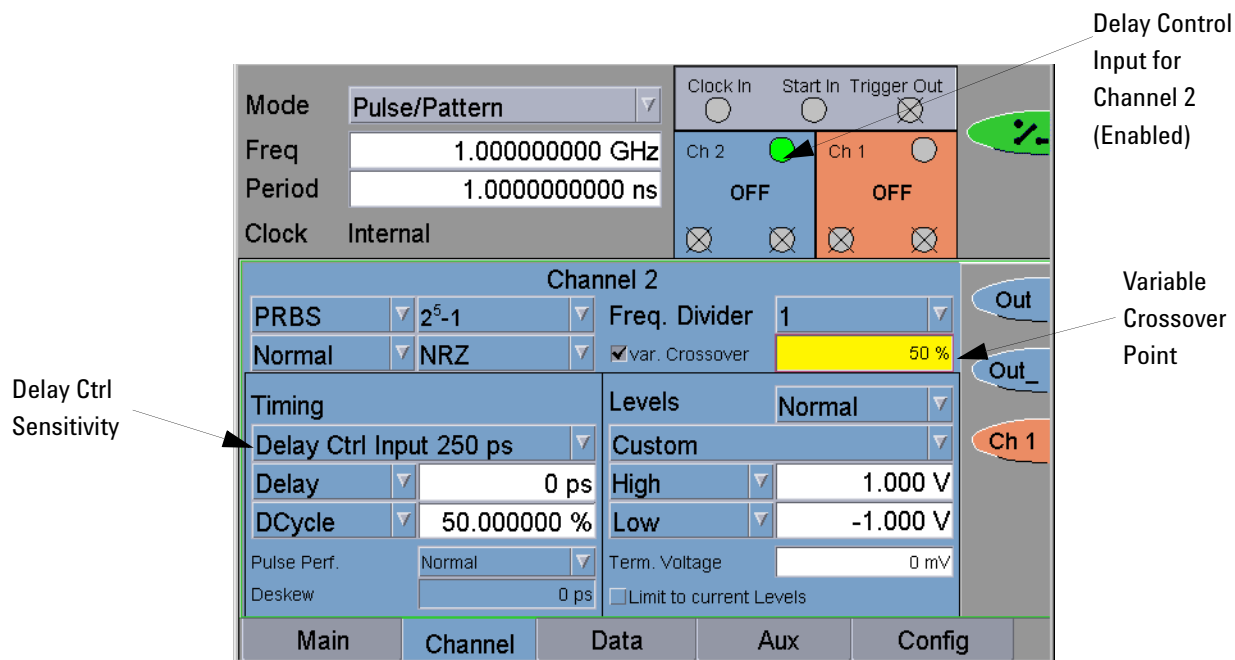 Delay Control
Input for
Channel 2
(Enabled)
Mode Pulse/Pattern
Freq 1.000000000 GHz
Period 1.0000000000 ns
Clock Internal
Clock In Start In Trigger Out
Ch 2 Ch 1
OFF OFF
Channel 2
PRBS 2⁵-1 Freq. Divider 1
Normal NRZ var. Crossover 50 %
Out
Out_
Ch 1
Variable
Crossover
Point
Delay Ctrl
Sensitivity
Timing
Delay Ctrl Input 250 ps
Delay 0 ps
DCycle 50.000000 %
Pulse Perf. Normal
Deskew 0 ps
Levels Normal
Custom
High 1.000 V
Low -1.000 V
Term. Voltage 0 mV
Limit to current Levels
Main Channel Data Aux Config